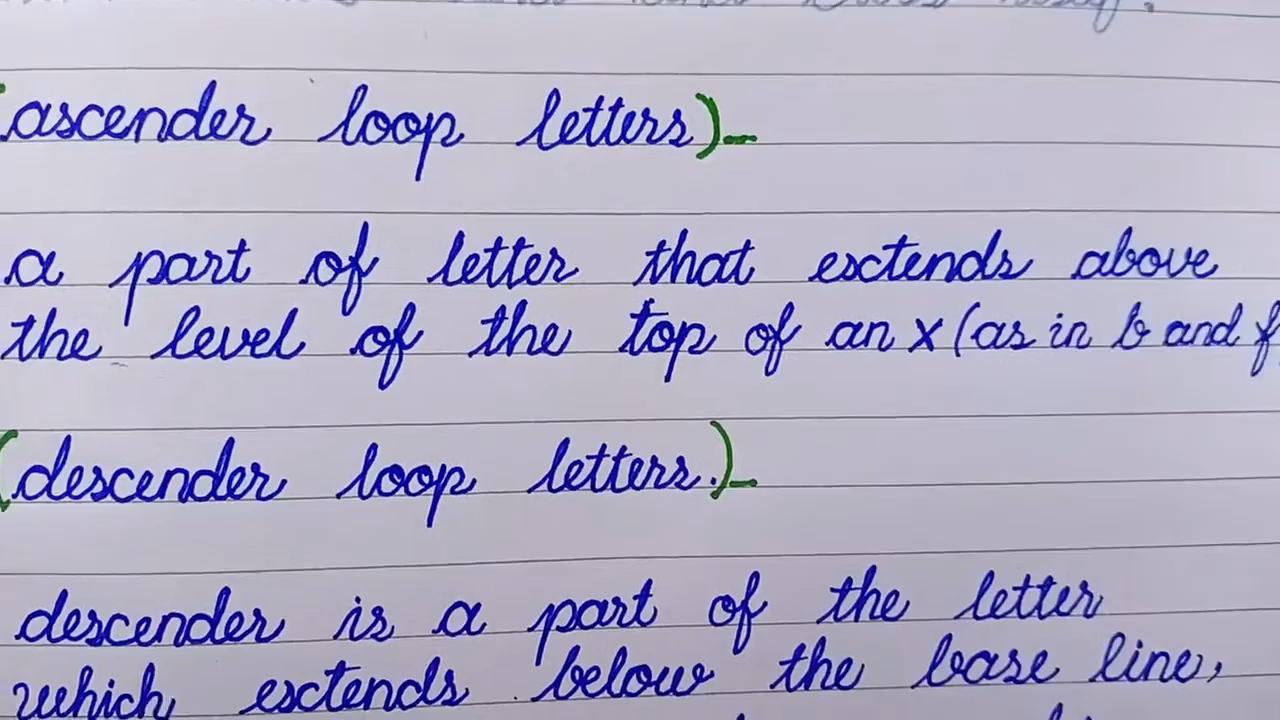 (ascender loop letters)-
a part of letter that extends above
the level of the top of an x (as in b and f
(descender loop letters.)-
descender is a part of the letter
which extends below the base line,